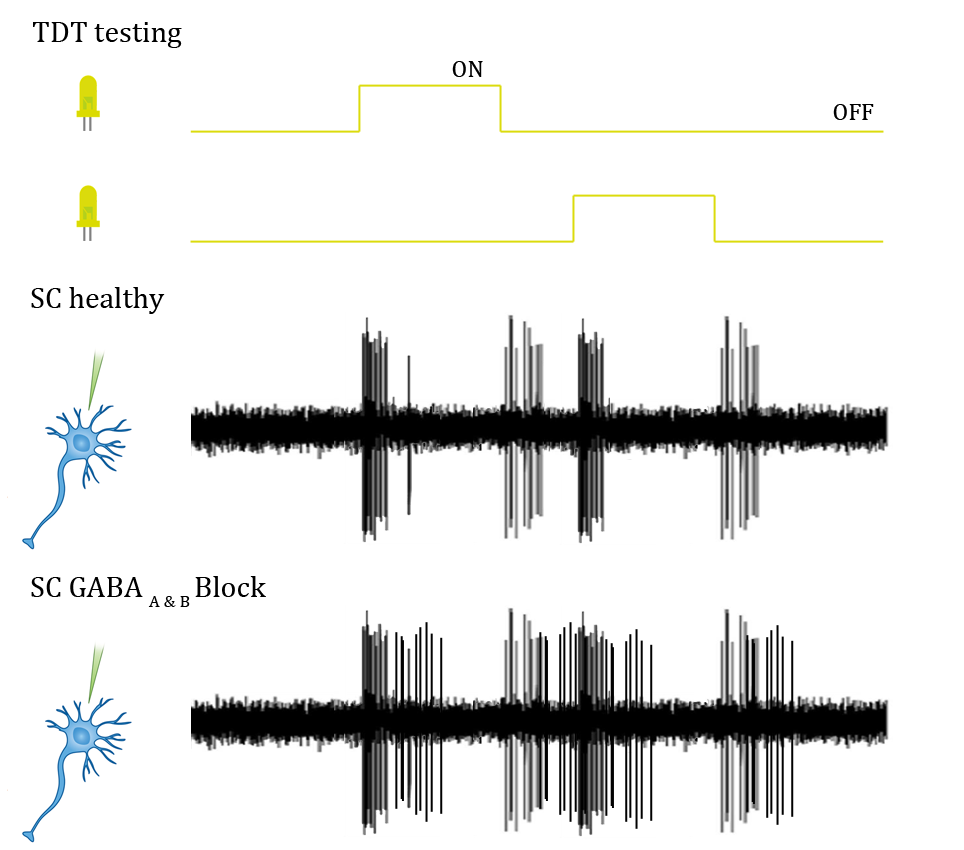 TDT testing
ON
OFF
SC healthy
SC GABA A & B Block